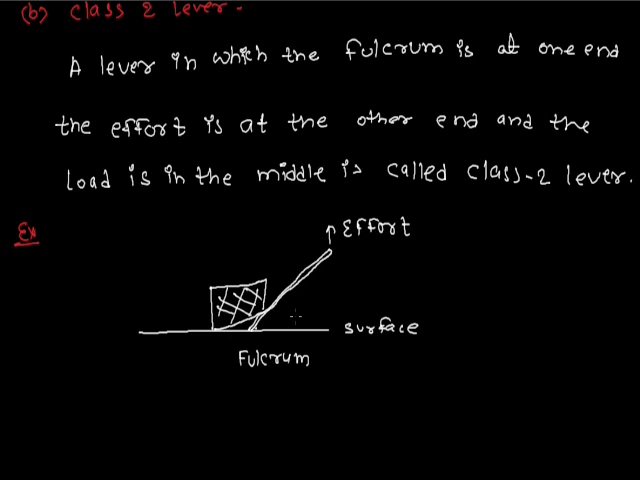 (b) Class 2 lever.
A lever in which the fulcrum is at one end
the effort is at the other end and the
load is in the middle is called class-2 lever.
Ex
↑ Effort
surface
Fulcrum